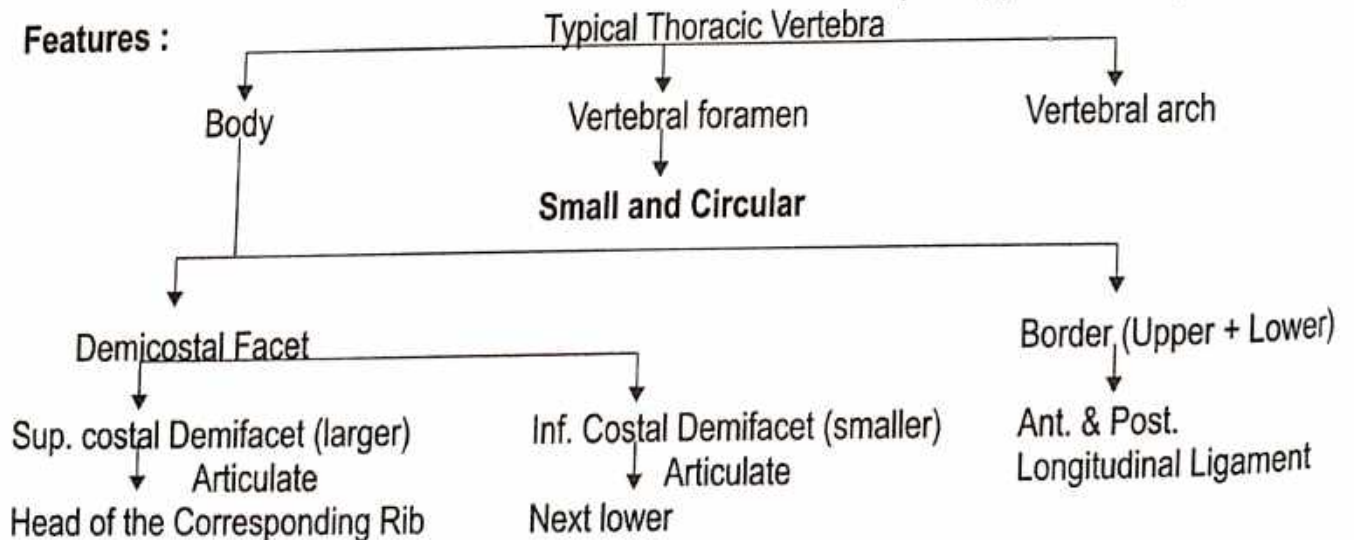 Features :
Typical Thoracic Vertebra
Body
Vertebral foramen
Vertebral arch
Small and Circular
Demicostal Facet
Border (Upper + Lower)
Sup. costal Demifacet (larger)
Inf. Costal Demifacet (smaller)
Ant. & Post.
Longitudinal Ligament
Articulate
Articulate
Head of the Corresponding Rib
Next lower